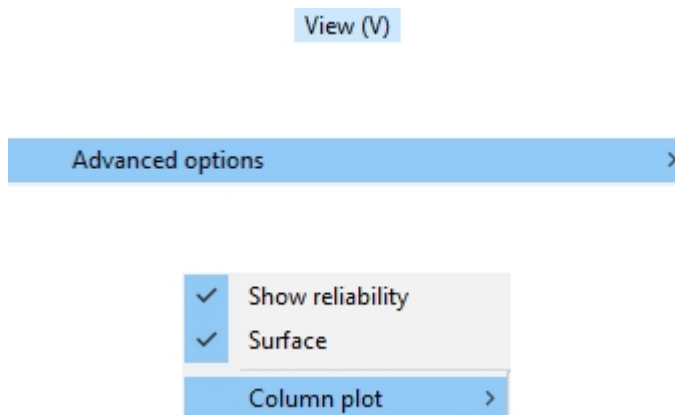 View (V)
Advanced options
Show reliability
Surface
Column plot